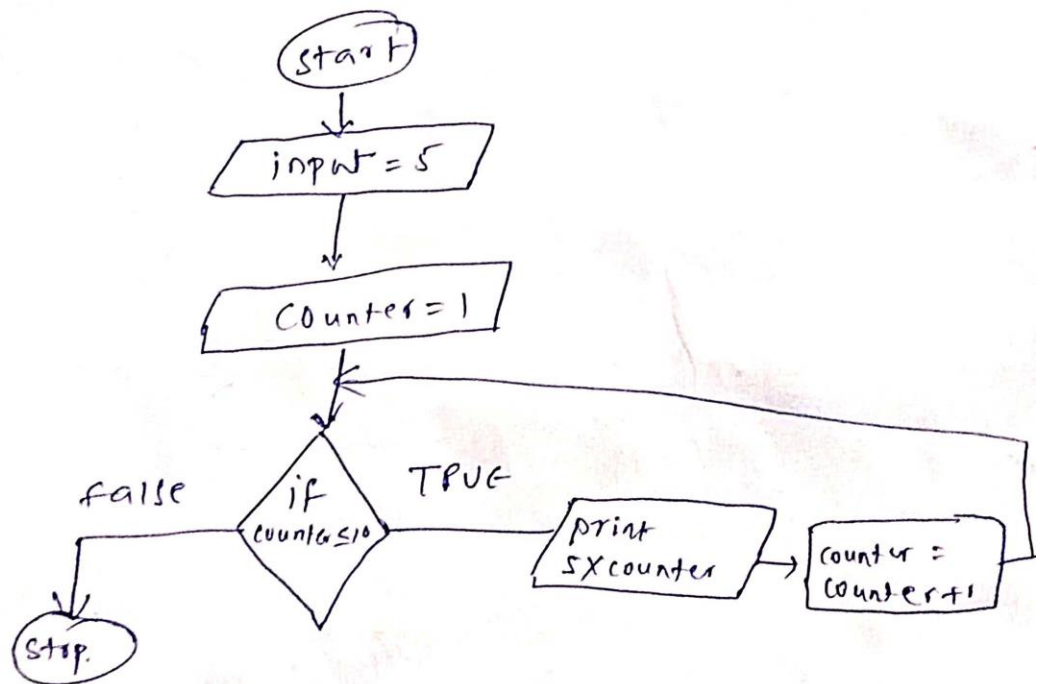 start
input = 5
Counter = 1
if
counter ≤ 10
false
TRUE
print
5xcounter
counter =
counter+1
Stop.